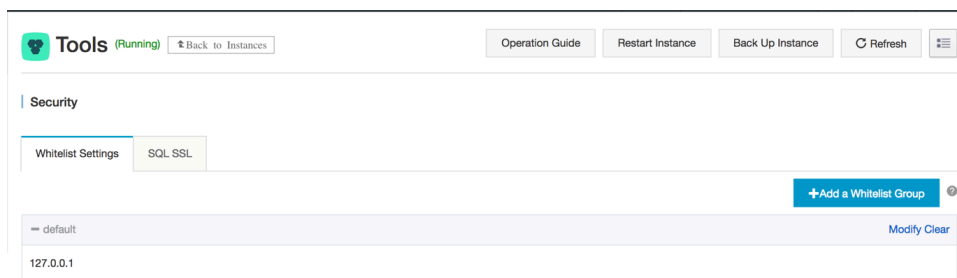 Tools (Running) Back to Instances Operation Guide Restart Instance Back Up Instance Refresh
Security
Whitelist Settings SQL SSL
+Add a Whitelist Group ?
default Modify Clear
127.0.0.1